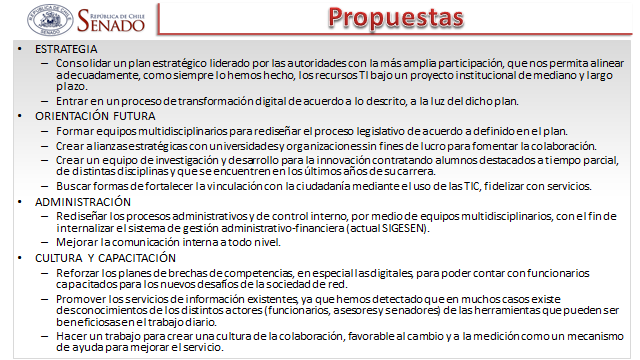 REPÚBLICA DE CHILE
SENADO
Propuestas
• ESTRATEGIA
– Consolidar un plan estratégico liderado por las autoridades con la más amplia participación, que nos permita alinear
adecuadamente, como siempre lo hemos hecho, los recursos TI bajo un proyecto institucional de mediano y largo
plazo.
– Entrar en un proceso de transformación digital de acuerdo a lo descrito, a la luz del dicho plan.
• ORIENTACIÓN FUTURA
– Formar equipos multidisciplinarios para rediseñar el proceso legislativo de acuerdo a definido en el plan.
– Crear alianzas estratégicas con universidades y organizaciones sin fines de lucro para fomentar la colaboración.
– Crear un equipo de investigación y desarrollo para la innovación contratando alumnos destacados a tiempo parcial,
de distintas disciplinas y que se encuentren en los últimos años de su carrera.
– Buscar formas de fortalecer la vinculación con la ciudadanía mediante el uso de las TIC, fidelizar con servicios.
• ADMINISTRACIÓN
– Rediseñar los procesos administrativos y de control interno, por medio de equipos multidisciplinarios, con el fin de
internalizar el sistema de gestión administrativo-financiera (actual SIGESEN).
– Mejorar la comunicación interna a todo nivel.
• CULTURA Y CAPACITACIÓN
– Reforzar los planes de brechas de competencias, en especial las digitales, para poder contar con funcionarios
capacitados para los nuevos desafíos de la sociedad de red.
– Promover los servicios de información existentes, ya que hemos detectado que en muchos casos existe
desconocimientos de los distintos actores (funcionarios, asesores y senadores) de las herramientas que pueden ser
beneficiosas en el trabajo diario.
– Hacer un trabajo para crear una cultura de la colaboración, favorable al cambio y a la medición como un mecanismo
de ayuda para mejorar el servicio.